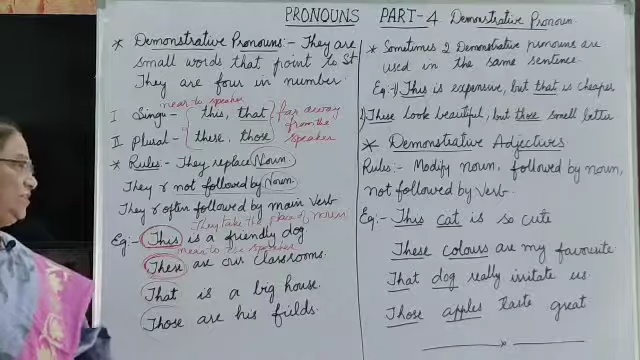 PRONOUNS PART-4 Demonstrative Pronoun.
* Demonstrative Pronouns:- They are
small words that point to St
They are four in number
near to speaker
I Singu- this, that far away
from the
II Plural- these, those speaker
* Rules:- They replace Noun
They r not followed by Noun
They r often followed by main Verb
They take the place of noun
Eg:- This is a friendly dog
near to speaker
These are our classrooms.
That is a big house.
Those are his fields.
* Sometimes 2 Demonstrative pronouns are
used in the same sentence
Eg:-1) This is expensive, but that is cheaper
2) These look beautiful, but those smell better
* Demonstrative Adjectives
Rules:- Modify noun, followed by noun,
not followed by Verb.
Eg:- This cat is so cute
These colours are my favourite
That dog really irritate us.
Those apples taste great